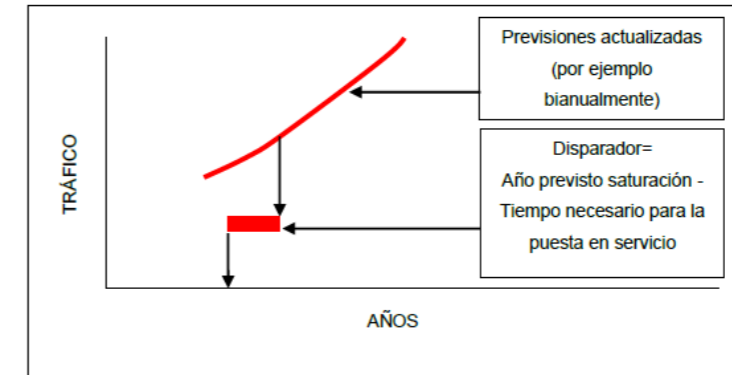 Previsiones actualizadas
(por ejemplo
bianualmente)
Disparador=
Año previsto saturación -
Tiempo necesario para la
puesta en servicio
TRÁFICO
AÑOS